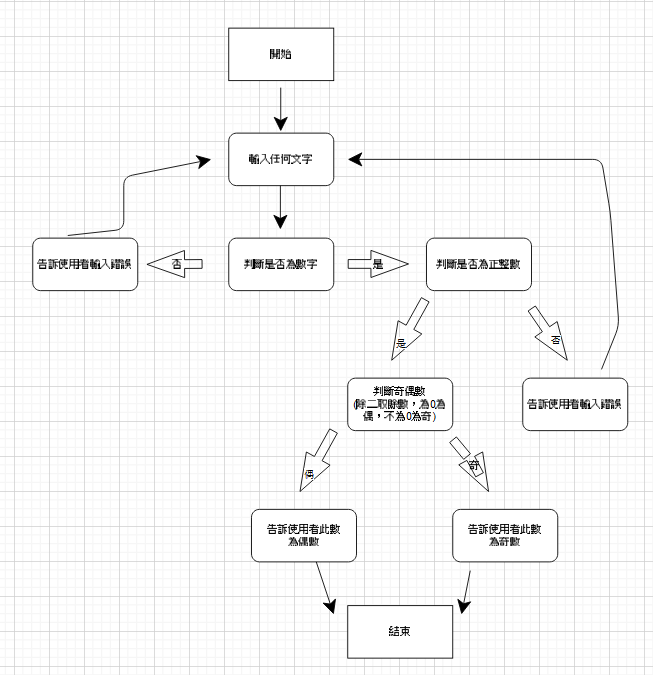 開始
輸入任何文字
告訴使用者輸入錯誤
否
判斷是否為數字
是
判斷是否為正整數
是
否
判斷奇偶數
(除二取餘數，為0為
偶，不為0為奇)
告訴使用者輸入錯誤
偶
奇
告訴使用者此數
為偶數
告訴使用者此數
為奇數
結束